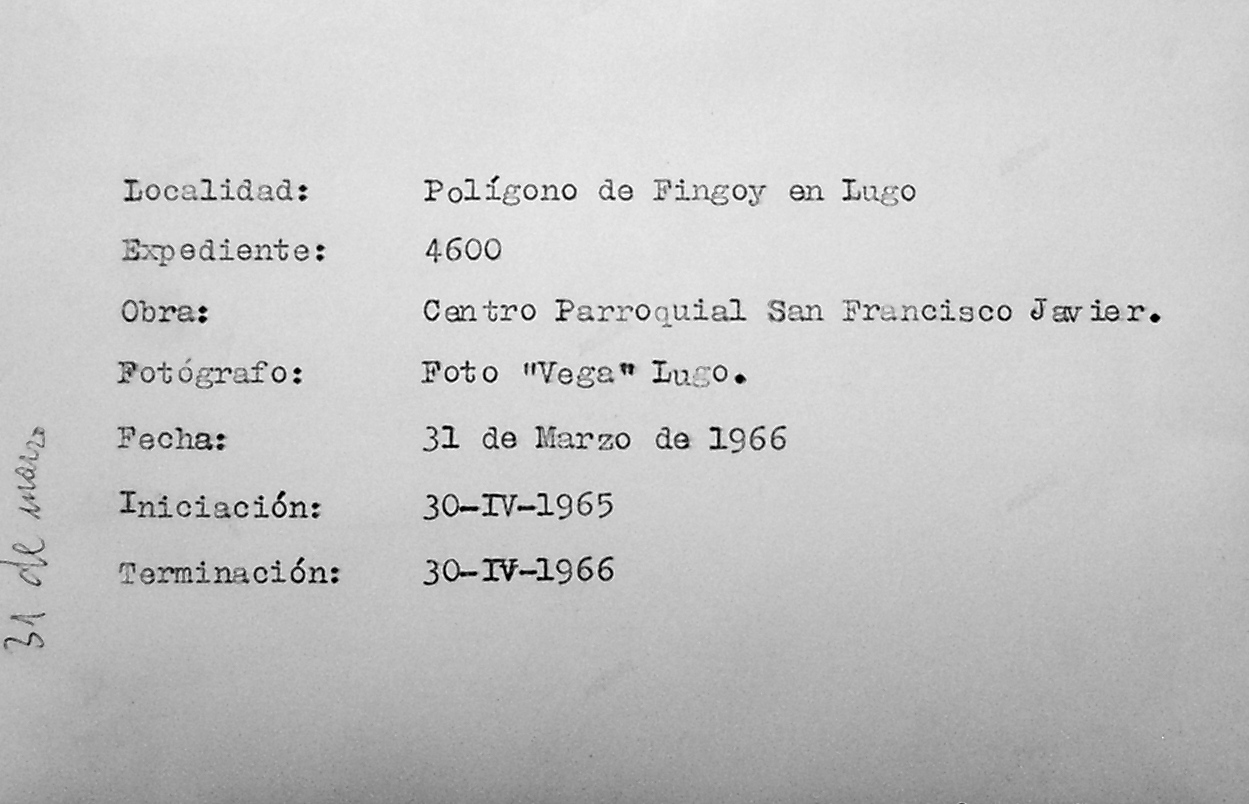 Localidad: Polígono de Fingoy en Lugo
Expediente: 4600
Obra: Centro Parroquial San Francisco Javier.
Fotógrafo: Foto "Vega" Lugo.
Fecha: 31 de Marzo de 1966
Iniciación: 30-IV-1965
Terminación: 30-IV-1966
31 de marzo